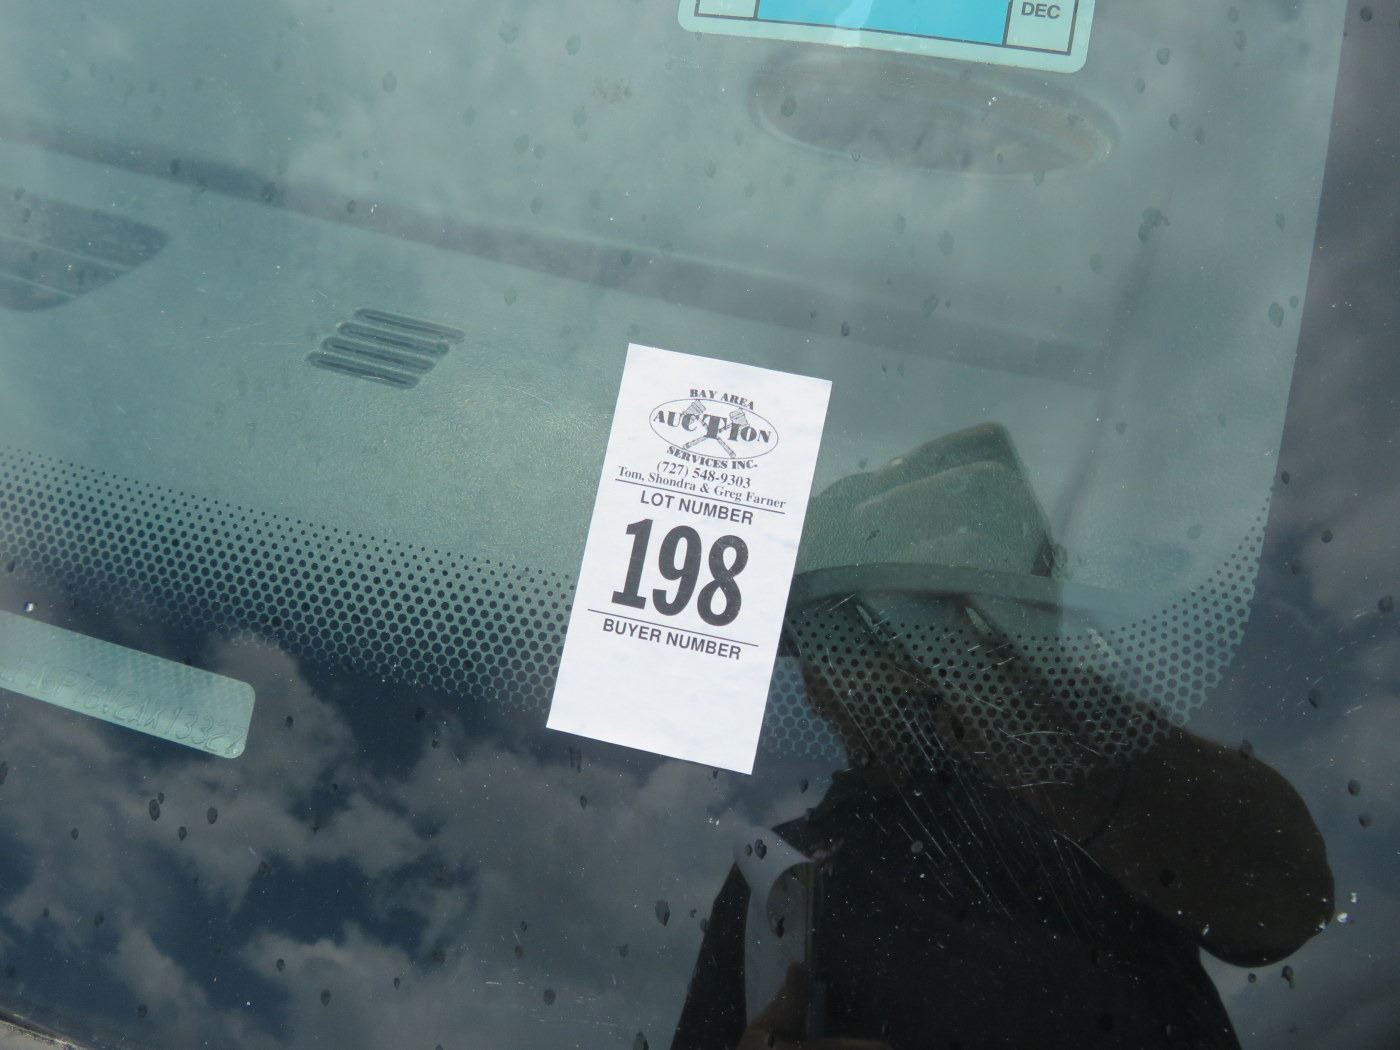 DEC
BAY AREA
AUCTION
SERVICES INC.
(727) 548-9303
Tom, Shondra & Greg Farner
LOT NUMBER
198
BUYER NUMBER